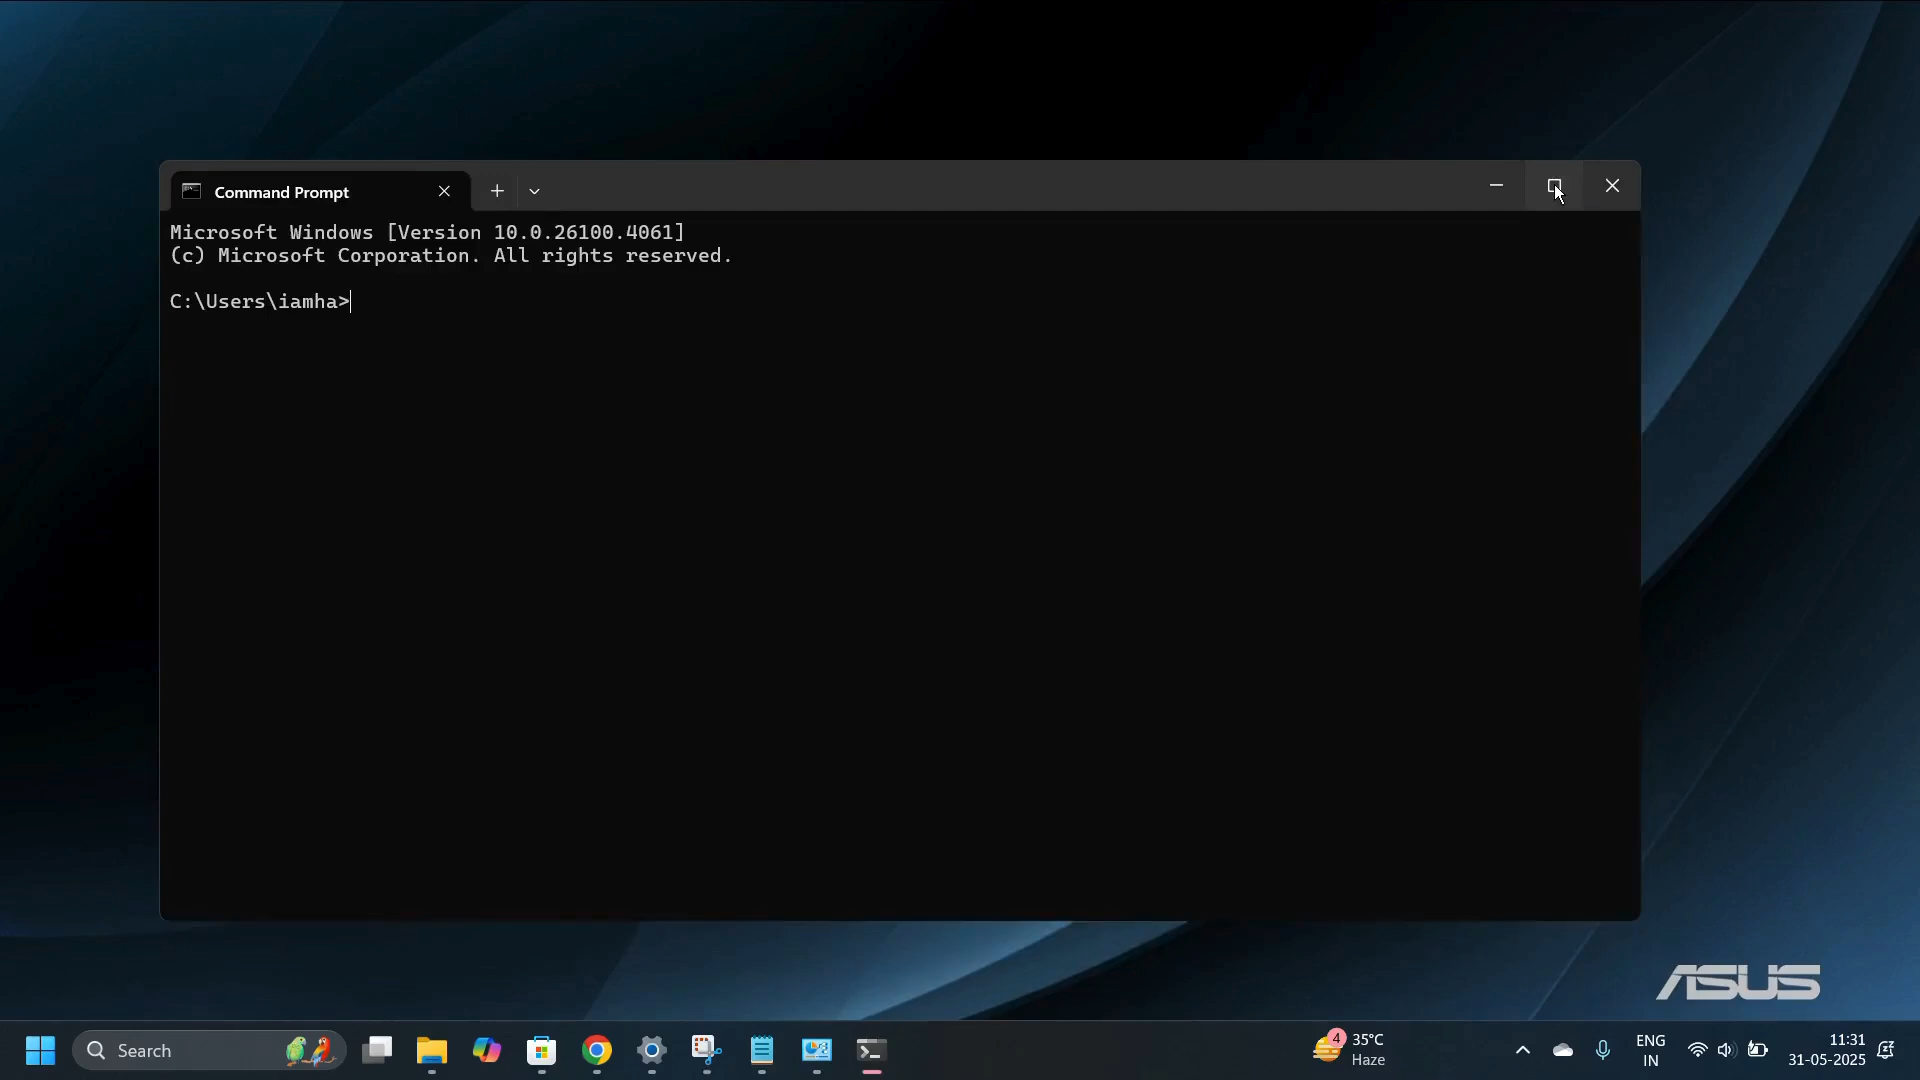 Command Prompt
Microsoft Windows [Version 10.0.26100.4061]
(c) Microsoft Corporation. All rights reserved.
C:\Users\iamha>
ASUS
Search
4
35°C
Haze
ENG
IN
11:31
31-05-2025